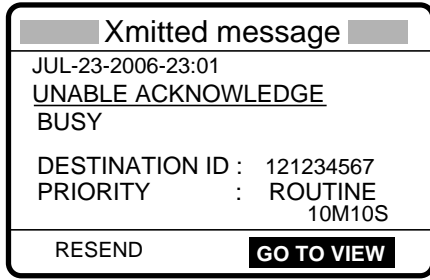 Xmitted message
JUL-23-2006-23:01
UNABLE ACKNOWLEDGE
BUSY
DESTINATION ID : 121234567
PRIORITY : ROUTINE
10M10S
RESEND GO TO VIEW